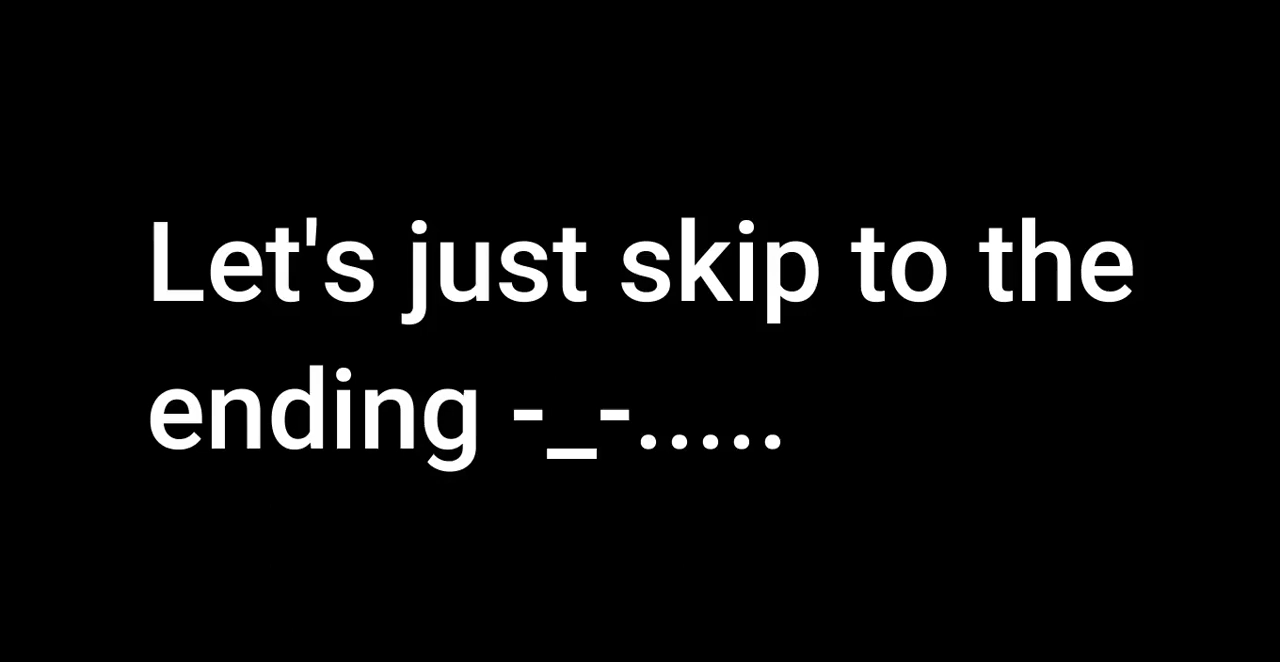 Let's just skip to the
ending -_-.....